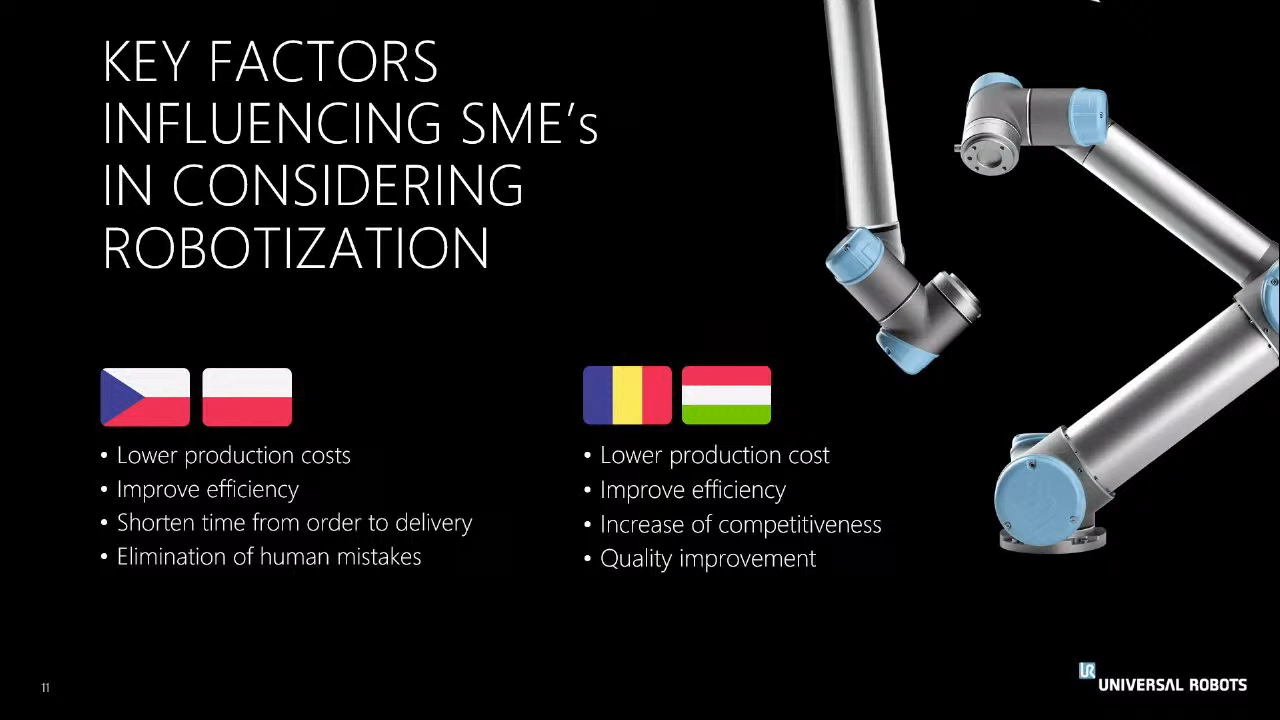 KEY FACTORS
INFLUENCING SME's
IN CONSIDERING
ROBOTIZATION
• Lower production costs
• Improve efficiency
• Shorten time from order to delivery
• Elimination of human mistakes
• Lower production cost
• Improve efficiency
• Increase of competitiveness
• Quality improvement
11
UR
UNIVERSAL ROBOTS